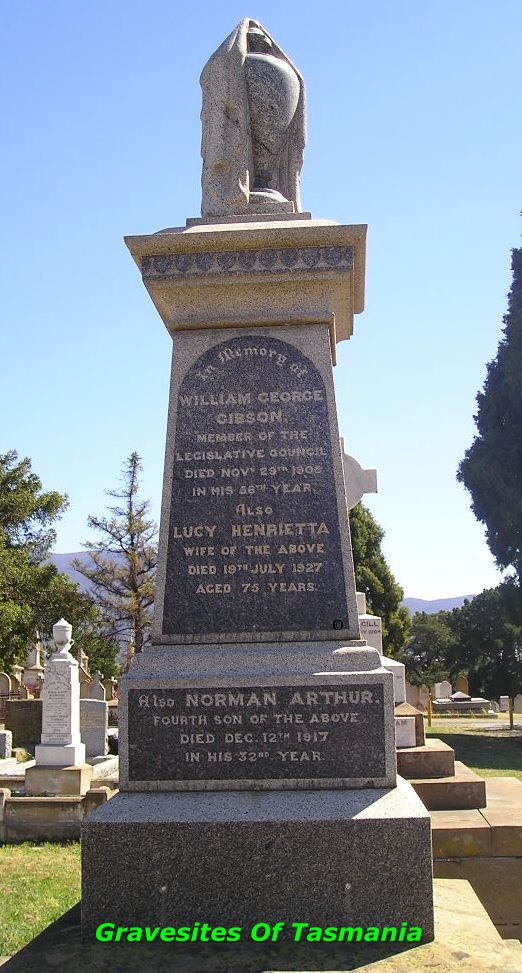 In Memory of
WILLIAM GEORGE
GIBSON,
MEMBER OF THE
LEGISLATIVE COUNCIL
DIED NOVR 29TH 1908
IN HIS 56TH YEAR.
Also
LUCY HENRIETTA
WIFE OF THE ABOVE
DIED 19TH JULY 1927
AGED 75 YEARS.
Also NORMAN ARTHUR.
FOURTH SON OF THE ABOVE
DIED DEC. 12TH 1917
IN HIS 32ND YEAR.
Gravesites Of Tasmania